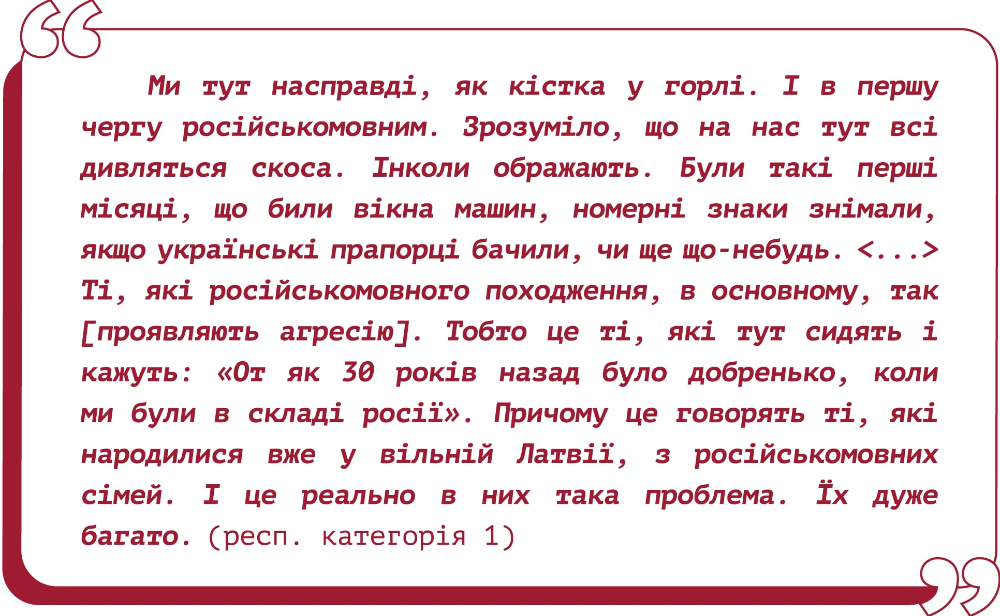 Ми тут насправді, як кістка у горлі. І в першу
чергу російськомовним. Зрозуміло, що на нас тут всі
дивляться скоса. Інколи ображають. Були такі перші
місяці, що били вікна машин, номерні знаки знімали,
якщо українські прапорці бачили, чи ще що-небудь. <...>
Ті, які російськомовного походження, в основному, так
[проявляють агресію]. Тобто це ті, які тут сидять і
кажуть: «От як 30 років назад було добренько, коли
ми були в складі росії». Причому це говорять ті, які
народилися вже у вільній Латвії, з російськомовних
сімей. І це реально в них така проблема. Їх дуже
багато. (респ. категорія 1)